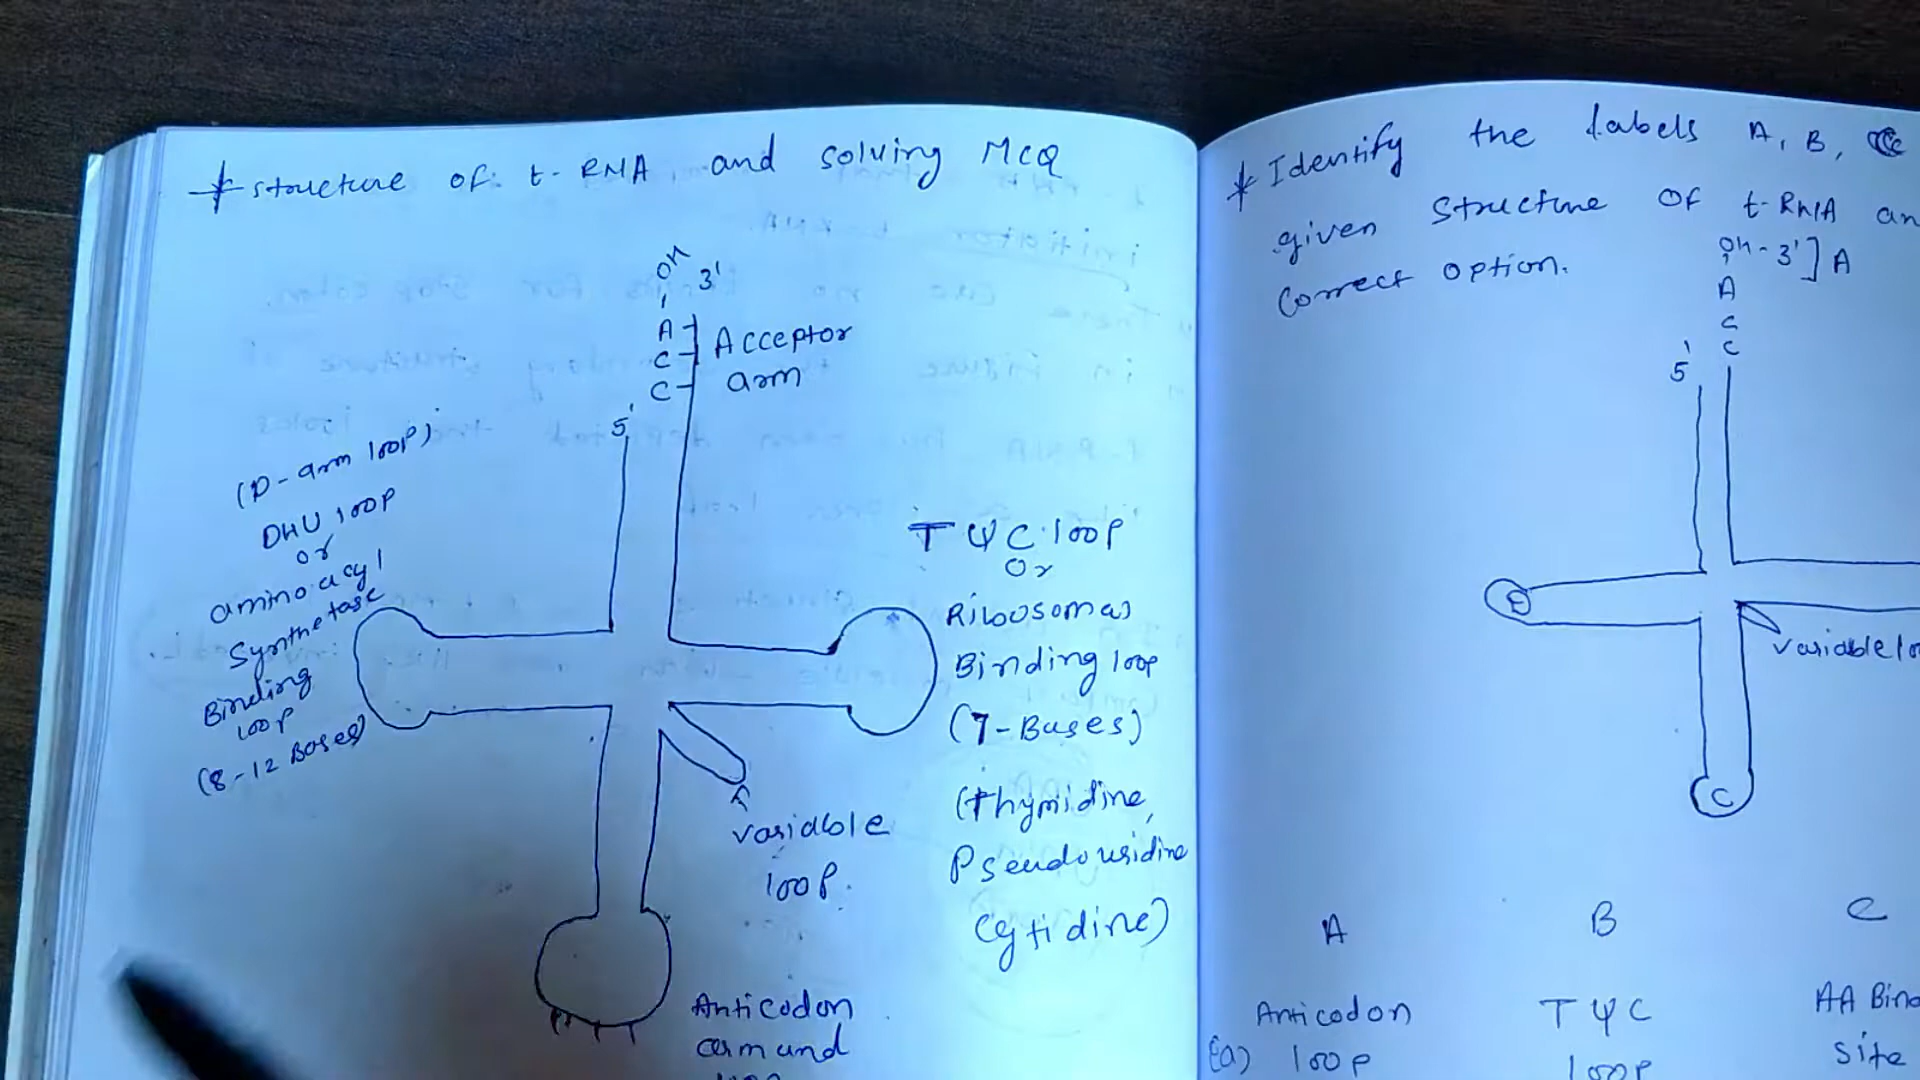 * structure of t-RNA, and solving MCQ
OH 3'
A
C
C
Acceptor
arm
5'
(D-arm loop)
DHU loop
or
aminoacyl
Synthetase
Binding
loop
(8-12 Bases)
TΨC loop
Or
Ribosomal
Binding loop
(7-Bases)
(Thymidine,
Pseudouridine
Cytidine)
variable
loop.
Anticodon
arm and
* Identify the labels A, B, C
given structure of t-RNA an
correct option.
OH-3'] A
A
C
C
5'
variable lo
C
A B C
Anticodon TΨC AA Bind
(a) loop loop site